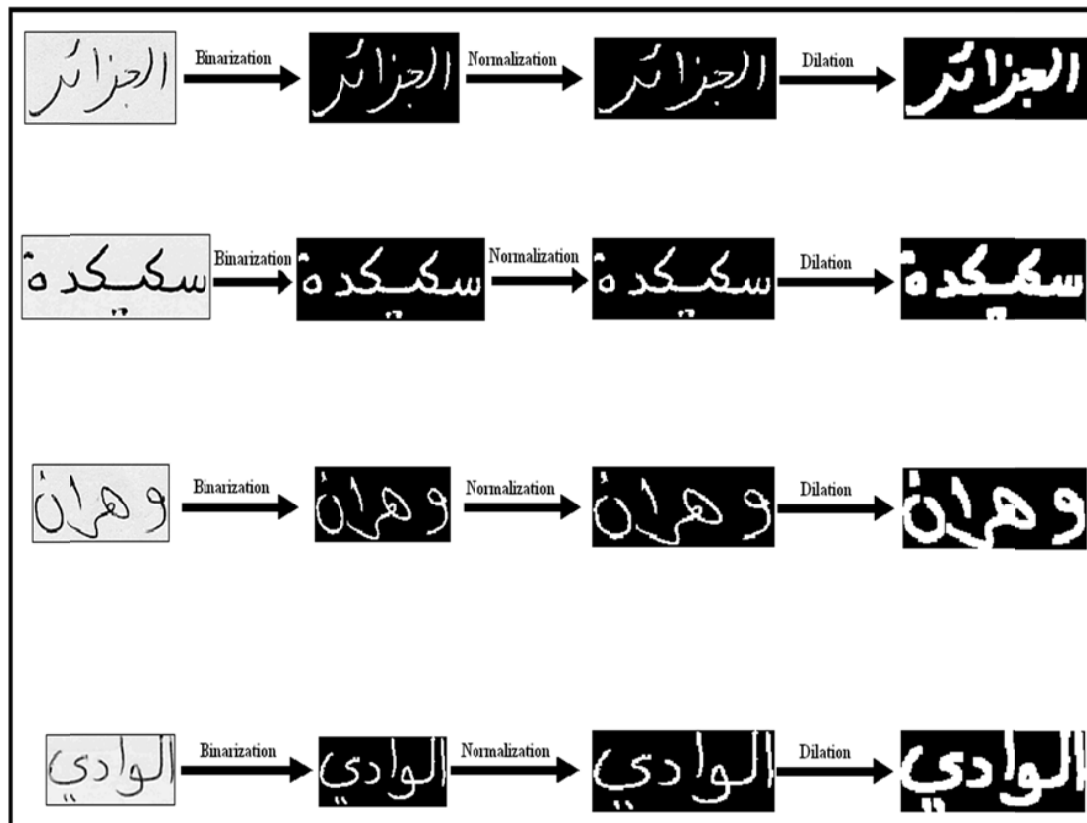 الجزائر Binarization الجزائر Normalization الجزائر Dilation الجزائر
سكيكدة Binarization سكيكدة Normalization سكيكدة Dilation سكيكدة
وهران Binarization وهران Normalization وهران Dilation وهران
الوادي Binarization الوادي Normalization الوادي Dilation الوادي